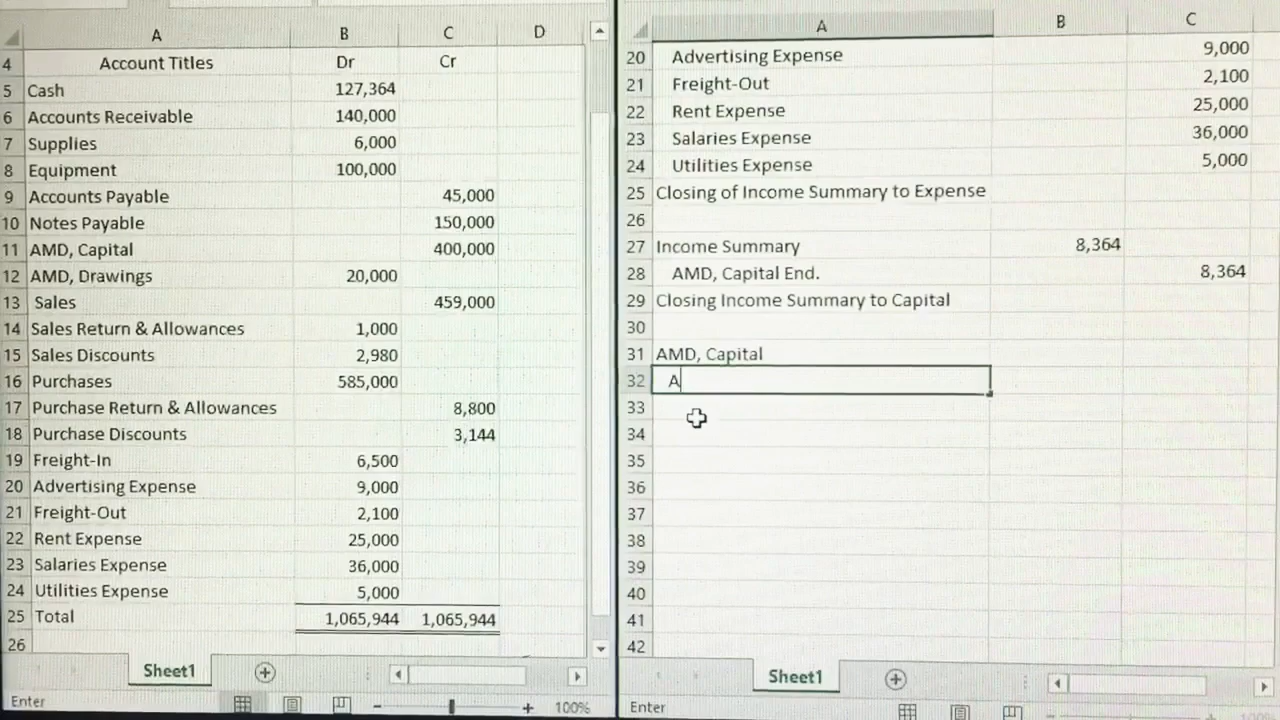 A B C D
4 Account Titles Dr Cr
5 Cash 127,364
6 Accounts Receivable 140,000
7 Supplies 6,000
8 Equipment 100,000
9 Accounts Payable 45,000
10 Notes Payable 150,000
11 AMD, Capital 400,000
12 AMD, Drawings 20,000
13 Sales 459,000
14 Sales Return & Allowances 1,000
15 Sales Discounts 2,980
16 Purchases 585,000
17 Purchase Return & Allowances 8,800
18 Purchase Discounts 3,144
19 Freight-In 6,500
20 Advertising Expense 9,000
21 Freight-Out 2,100
22 Rent Expense 25,000
23 Salaries Expense 36,000
24 Utilities Expense 5,000
25 Total 1,065,944 1,065,944
26
Sheet1
Enter 100%
A B C
20 Advertising Expense 9,000
21 Freight-Out 2,100
22 Rent Expense 25,000
23 Salaries Expense 36,000
24 Utilities Expense 5,000
25 Closing of Income Summary to Expense
26
27 Income Summary 8,364
28 AMD, Capital End. 8,364
29 Closing Income Summary to Capital
30
31 AMD, Capital
32 A
33
34
35
36
37
38
39
40
41
42
Sheet1
Enter